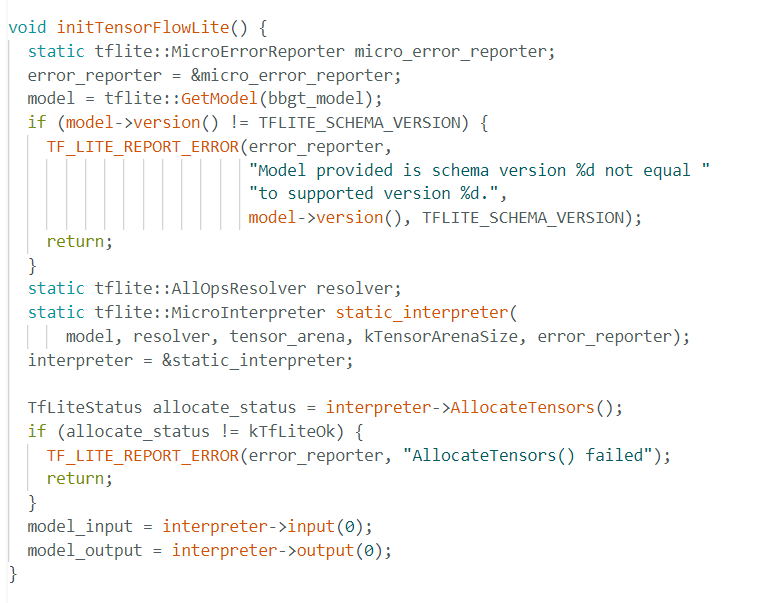 void initTensorFlowLite() {
  static tflite::MicroErrorReporter micro_error_reporter;
  error_reporter = &micro_error_reporter;
  model = tflite::GetModel(bbgt_model);
  if (model->version() != TFLITE_SCHEMA_VERSION) {
    TF_LITE_REPORT_ERROR(error_reporter,
                         "Model provided is schema version %d not equal "
                         "to supported version %d.",
                         model->version(), TFLITE_SCHEMA_VERSION);
    return;
  }
  static tflite::AllOpsResolver resolver;
  static tflite::MicroInterpreter static_interpreter(
      model, resolver, tensor_arena, kTensorArenaSize, error_reporter);
  interpreter = &static_interpreter;

  TfLiteStatus allocate_status = interpreter->AllocateTensors();
  if (allocate_status != kTfLiteOk) {
    TF_LITE_REPORT_ERROR(error_reporter, "AllocateTensors() failed");
    return;
  }
  model_input = interpreter->input(0);
  model_output = interpreter->output(0);
}